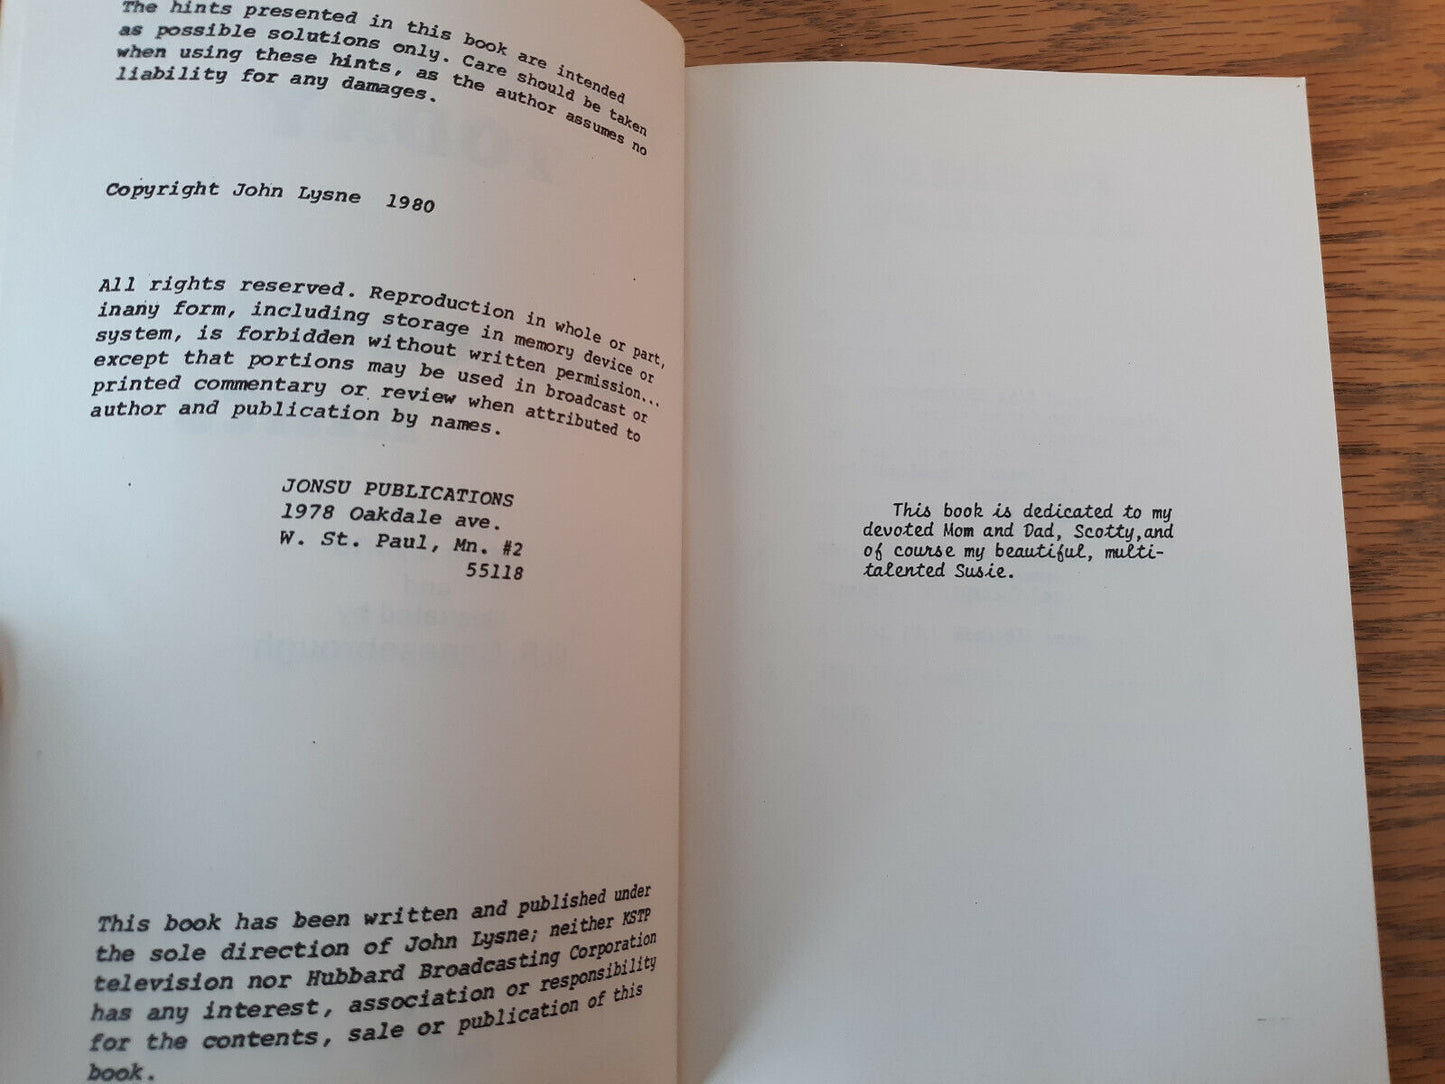 The hints presented in this book are intended
as possible solutions only. Care should be taken
when using these hints, as the author assumes no
liability for any damages.
Copyright John Lysne 1980
All rights reserved. Reproduction in whole or part,
inany form, including storage in memory device or
system, is forbidden without written permission...
except that portions may be used in broadcast or
printed commentary or review when attributed to
author and publication by names.
JONSU PUBLICATIONS
1978 Oakdale ave.
W. St. Paul, Mn. #2
55118
This book has been written and published under
the sole direction of John Lysne; neither KSTP
television nor Hubbard Broadcasting Corporation
has any interest, association or responsibility
for the contents, sale or publication of this
book.
This book is dedicated to my
devoted Mom and Dad, Scotty,and
of course my beautiful, multi-
talented Susie.